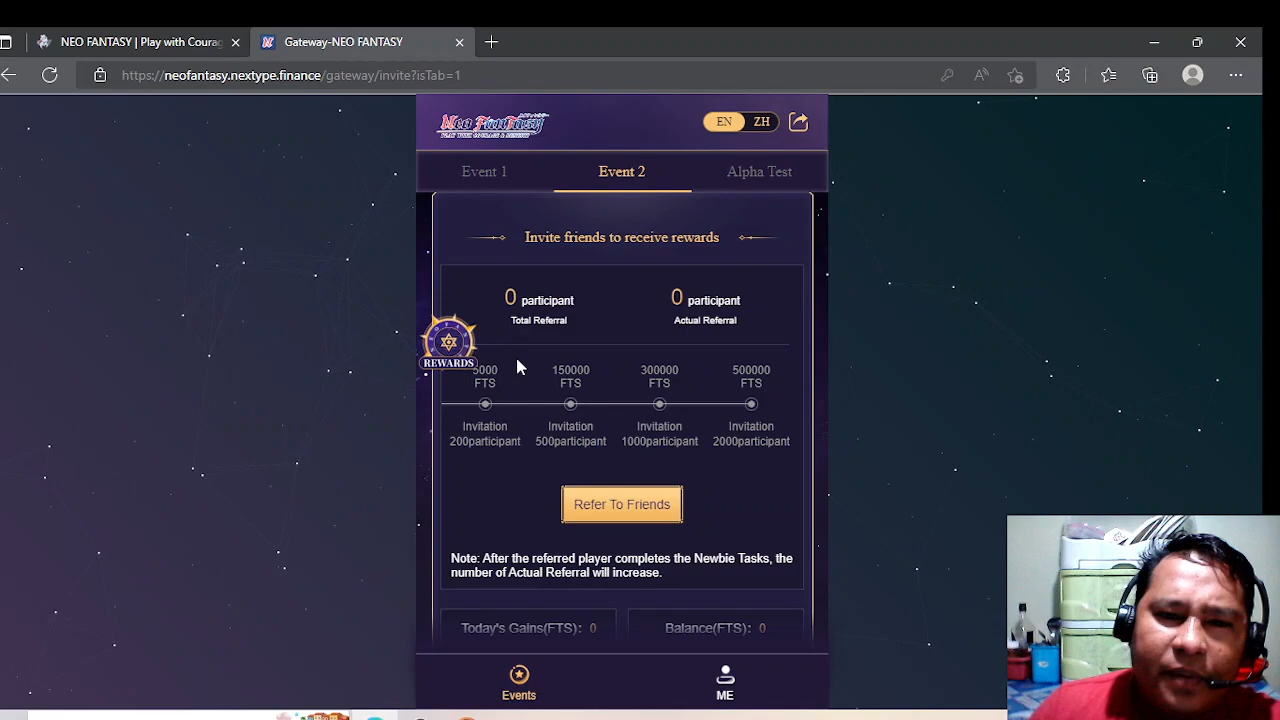 NEO FANTASY | Play with Courag
Gateway-NEO FANTASY
https://neofantasy.nextype.finance/gateway/invite?isTab=1
Neo Fantasy
EN
ZH
Event 1
Event 2
Alpha Test
Invite friends to receive rewards
0 participant
0 participant
Total Referral
Actual Referral
REWARDS
5000
150000
300000
500000
FTS
FTS
FTS
FTS
Invitation
Invitation
Invitation
Invitation
200participant
500participant
1000participant
2000participant
Refer To Friends
Note: After the referred player completes the Newbie Tasks, the
number of Actual Referral will increase.
Today's Gains(FTS): 0
Balance(FTS): 0
Events
ME